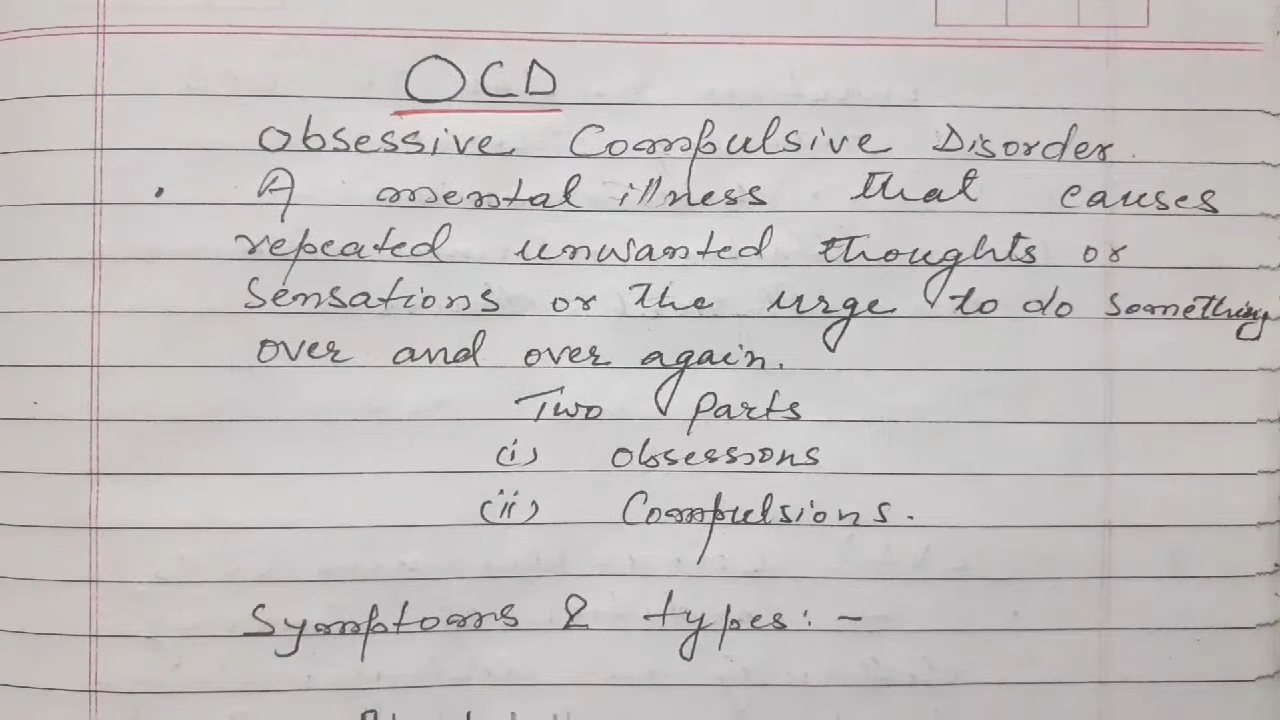 OCD
Obsessive Compulsive Disorder.
. A mental illness that causes
repeated unwanted thoughts or
Sensations or the urge to do something
over and over again.
Two Parts
(i) obsessions
(ii) Compulsions.
Symptoms & types: -